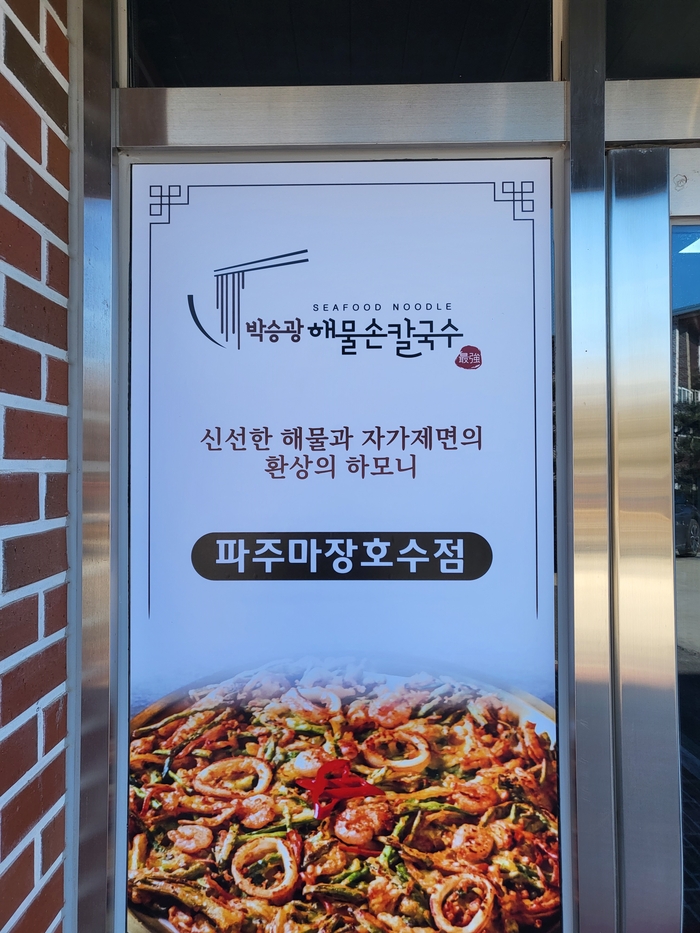 SEAFOOD NOODLE
박승광 해물손칼국수
最強
신선한 해물과 자가제면의
환상의 하모니
파주마장호수점